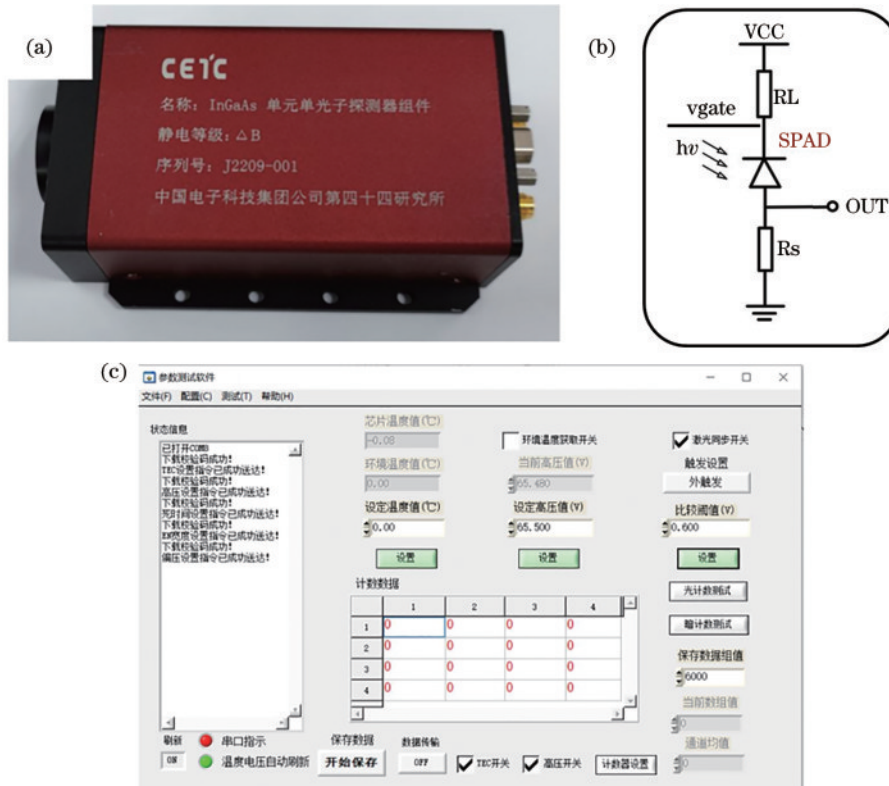 (a)
CETC
名称：InGaAs 单元单光子探测器组件
静电等级：△B
序列号：J2209-001
中国电子科技集团公司第四十四研究所
(b)
VCC
RL
vgate
SPAD
hν
OUT
Rs
(c)
参数测试软件
文件(F) 配置(C) 测试(T) 帮助(H)
状态信息
已打开COM8
下载校验码成功!
TEC设置指令已成功送达!
下载校验码成功!
高压设置指令已成功送达!
下载校验码成功!
死时间设置指令已成功送达!
下载校验码成功!
EN宽度设置指令已成功送达!
下载校验码成功!
偏压设置指令已成功送达!
芯片温度值(℃)
-0.08
环境温度获取开关
激光同步开关
环境温度值(℃)
0.00
当前高压值(V)
65.480
触发设置
外触发
设定温度值(℃)
0.00
设定高压值(V)
65.500
比较阈值(V)
0.600
设置
设置
设置
计数数据
1 2 3 4
1 0 0 0 0
2 0 0 0 0
3 0 0 0 0
4 0 0 0 0
光计数测试
暗计数测试
保存数据组值
6000
当前数组值
0
通道均值
0
刷新
ON
串口指示
温度电压自动刷新
保存数据
开始保存
数据传输
OFF
TEC开关
高压开关
计数器设置